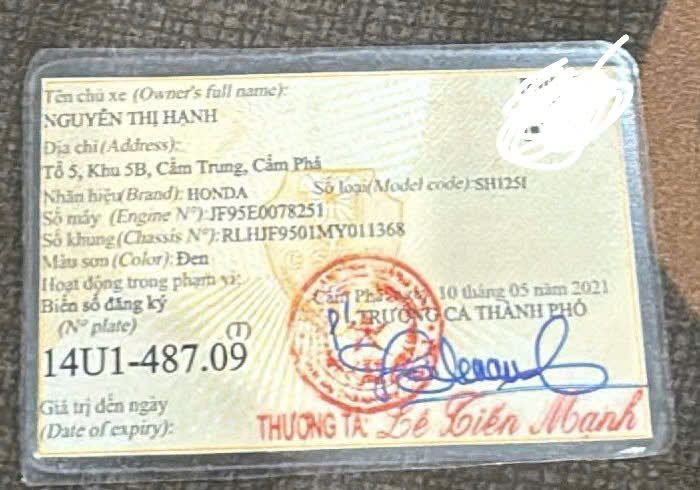 Tên chủ xe (Owner's full name):
NGUYỄN THỊ HẠNH
Địa chỉ (Address):
Tổ 5, Khu 5B, Cẩm Trung, Cẩm Phả
Nhãn hiệu (Brand): HONDA Số loại (Model code): SH125I
Số máy (Engine Nº): JF95E0078251
Số khung (Chassis Nº): RLHJF9501MY011368
Màu sơn (Color): Đen
Hoạt động trong phạm vi:
Cẩm Phả 10 tháng 05 năm 2021
Biển số đăng ký TRƯỞNG CA THÀNH PHỐ
(Nº plate)
(T)
14U1-487.09
Giá trị đến ngày
(Date of expiry):
THƯỢNG TÁ: Lê Tiến Mạnh